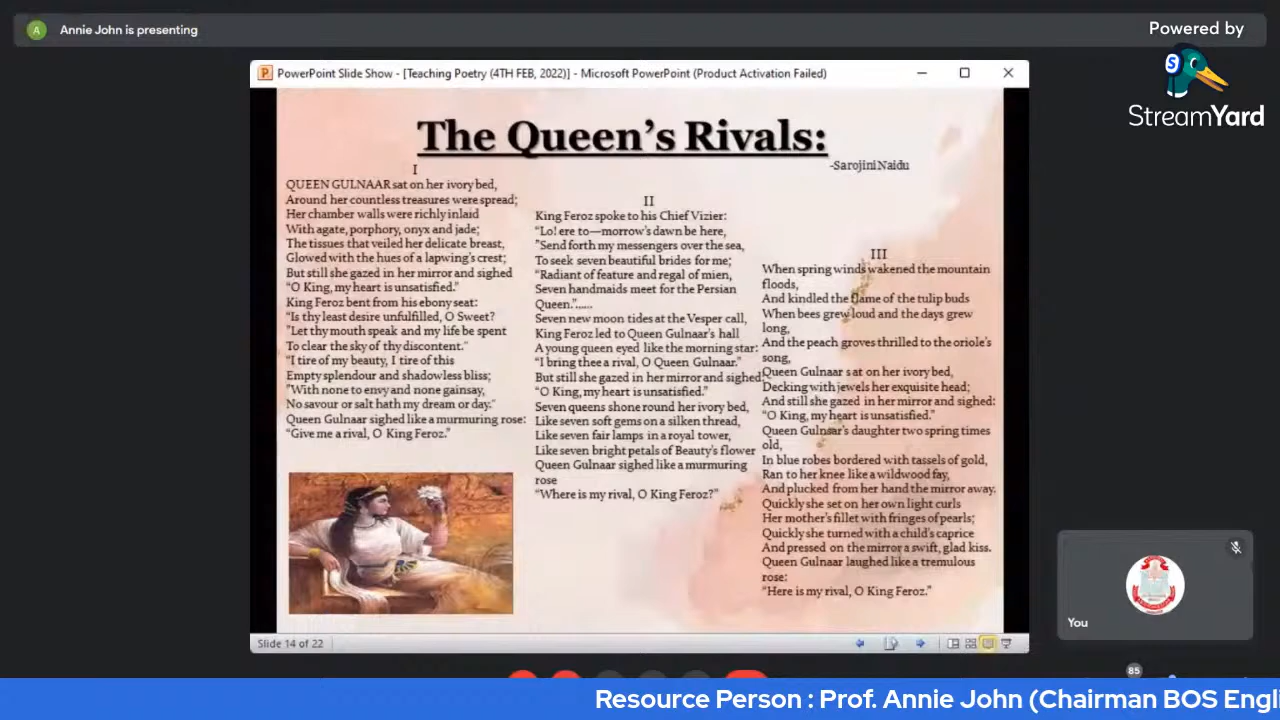 A
Annie John is presenting
Powered by
S
StreamYard
PowerPoint Slide Show - [Teaching Poetry (4TH FEB, 2022)] - Microsoft PowerPoint (Product Activation Failed)
The Queen's Rivals:
-Sarojini Naidu
I
QUEEN GULNAAR sat on her ivory bed,
Around her countless treasures were spread;
Her chamber walls were richly inlaid
With agate, porphory, onyx and jade;
The tissues that veiled her delicate breast,
Glowed with the hues of a lapwing's crest;
But still she gazed in her mirror and sighed
"O King, my heart is unsatisfied."
King Feroz bent from his ebony seat:
"Is thy least desire unfulfilled, O Sweet?
"Let thy mouth speak and my life be spent
To clear the sky of thy discontent."
"I tire of my beauty, I tire of this
Empty splendour and shadowless bliss;
"With none to envy and none gainsay,
No savour or salt hath my dream or day."
Queen Gulnaar sighed like a murmuring rose:
"Give me a rival, O King Feroz."
II
King Feroz spoke to his Chief Vizier:
"Lo! ere to—morrow's dawn be here,
"Send forth my messengers over the sea,
To seek seven beautiful brides for me;
"Radiant of feature and regal of mien,
Seven handmaids meet for the Persian
Queen."......
Seven new moon tides at the Vesper call,
King Feroz led to Queen Gulnaar's hall
A young queen eyed like the morning star:
"I bring thee a rival, O Queen Gulnaar."
But still she gazed in her mirror and sighed:
"O King, my heart is unsatisfied."
Seven queens shone round her ivory bed,
Like seven soft gems on a silken thread,
Like seven fair lamps in a royal tower,
Like seven bright petals of Beauty's flower
Queen Gulnaar sighed like a murmuring
rose
"Where is my rival, O King Feroz?"
III
When spring winds wakened the mountain
floods,
And kindled the flame of the tulip buds
When bees grew loud and the days grew
long,
And the peach groves thrilled to the oriole's
song,
Queen Gulnaar sat on her ivory bed,
Decking with jewels her exquisite head;
And still she gazed in her mirror and sighed:
"O King, my heart is unsatisfied."
Queen Gulnaar's daughter two spring times
old,
In blue robes bordered with tassels of gold,
Ran to her knee like a wildwood fay,
And plucked from her hand the mirror away.
Quickly she set on her own light curls
Her mother's fillet with fringes of pearls;
Quickly she turned with a child's caprice
And pressed on the mirror a swift, glad kiss.
Queen Gulnaar laughed like a tremulous
rose:
"Here is my rival, O King Feroz."
Slide 14 of 22
You
85
Resource Person : Prof. Annie John (Chairman BOS Engli